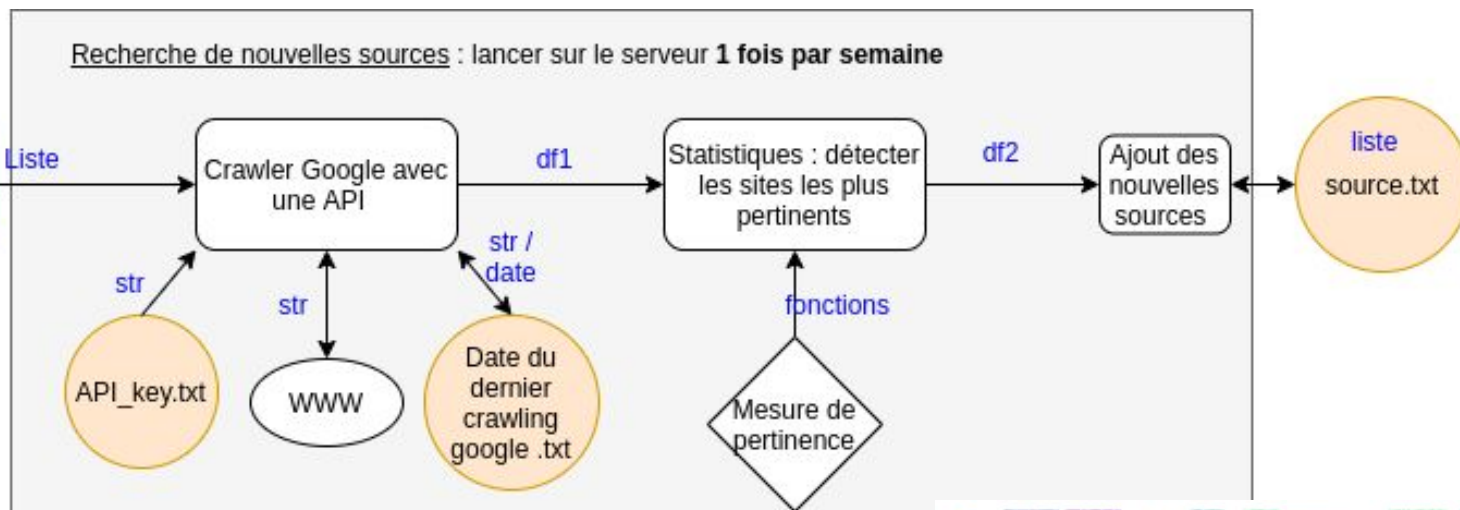 Recherche de nouvelles sources : lancer sur le serveur 1 fois par semaine
Liste
Crawler Google avec
une API
df1
Statistiques : détecter
les sites les plus
pertinents
df2
Ajout des
nouvelles
sources
liste
source.txt
str
str
str /
date
fonctions
API_key.txt
WWW
Date du
dernier
crawling
google .txt
Mesure de
pertinence